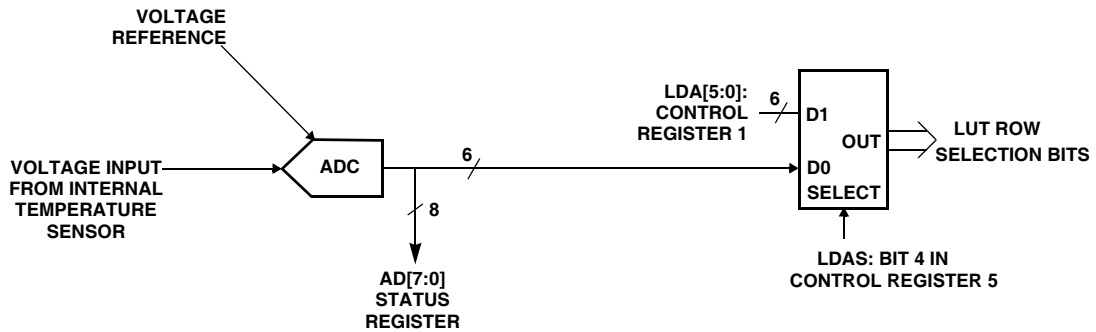 VOLTAGE
REFERENCE
VOLTAGE INPUT
FROM INTERNAL
TEMPERATURE
SENSOR
ADC
6
8
AD[7:0]
STATUS
REGISTER
LDA[5:0]:
CONTROL
REGISTER 1
6
D1
OUT
D0
SELECT
LUT ROW
SELECTION BITS
LDAS: BIT 4 IN
CONTROL REGISTER 5